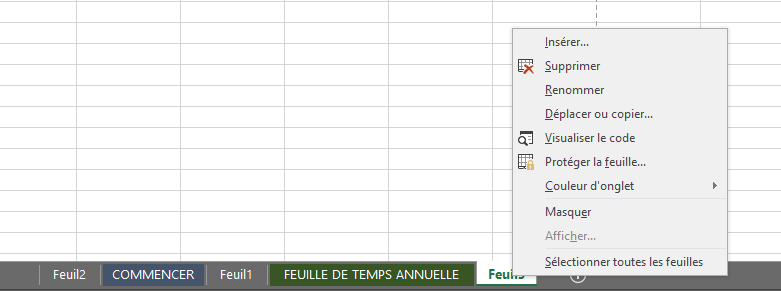 Insérer...
Supprimer
Renommer
Déplacer ou copier...
Visualiser le code
Protéger la feuille...
Couleur d'onglet
Masquer
Afficher...
Sélectionner toutes les feuilles
Feuil2 COMMENCER Feuil1 FEUILLE DE TEMPS ANNUELLE